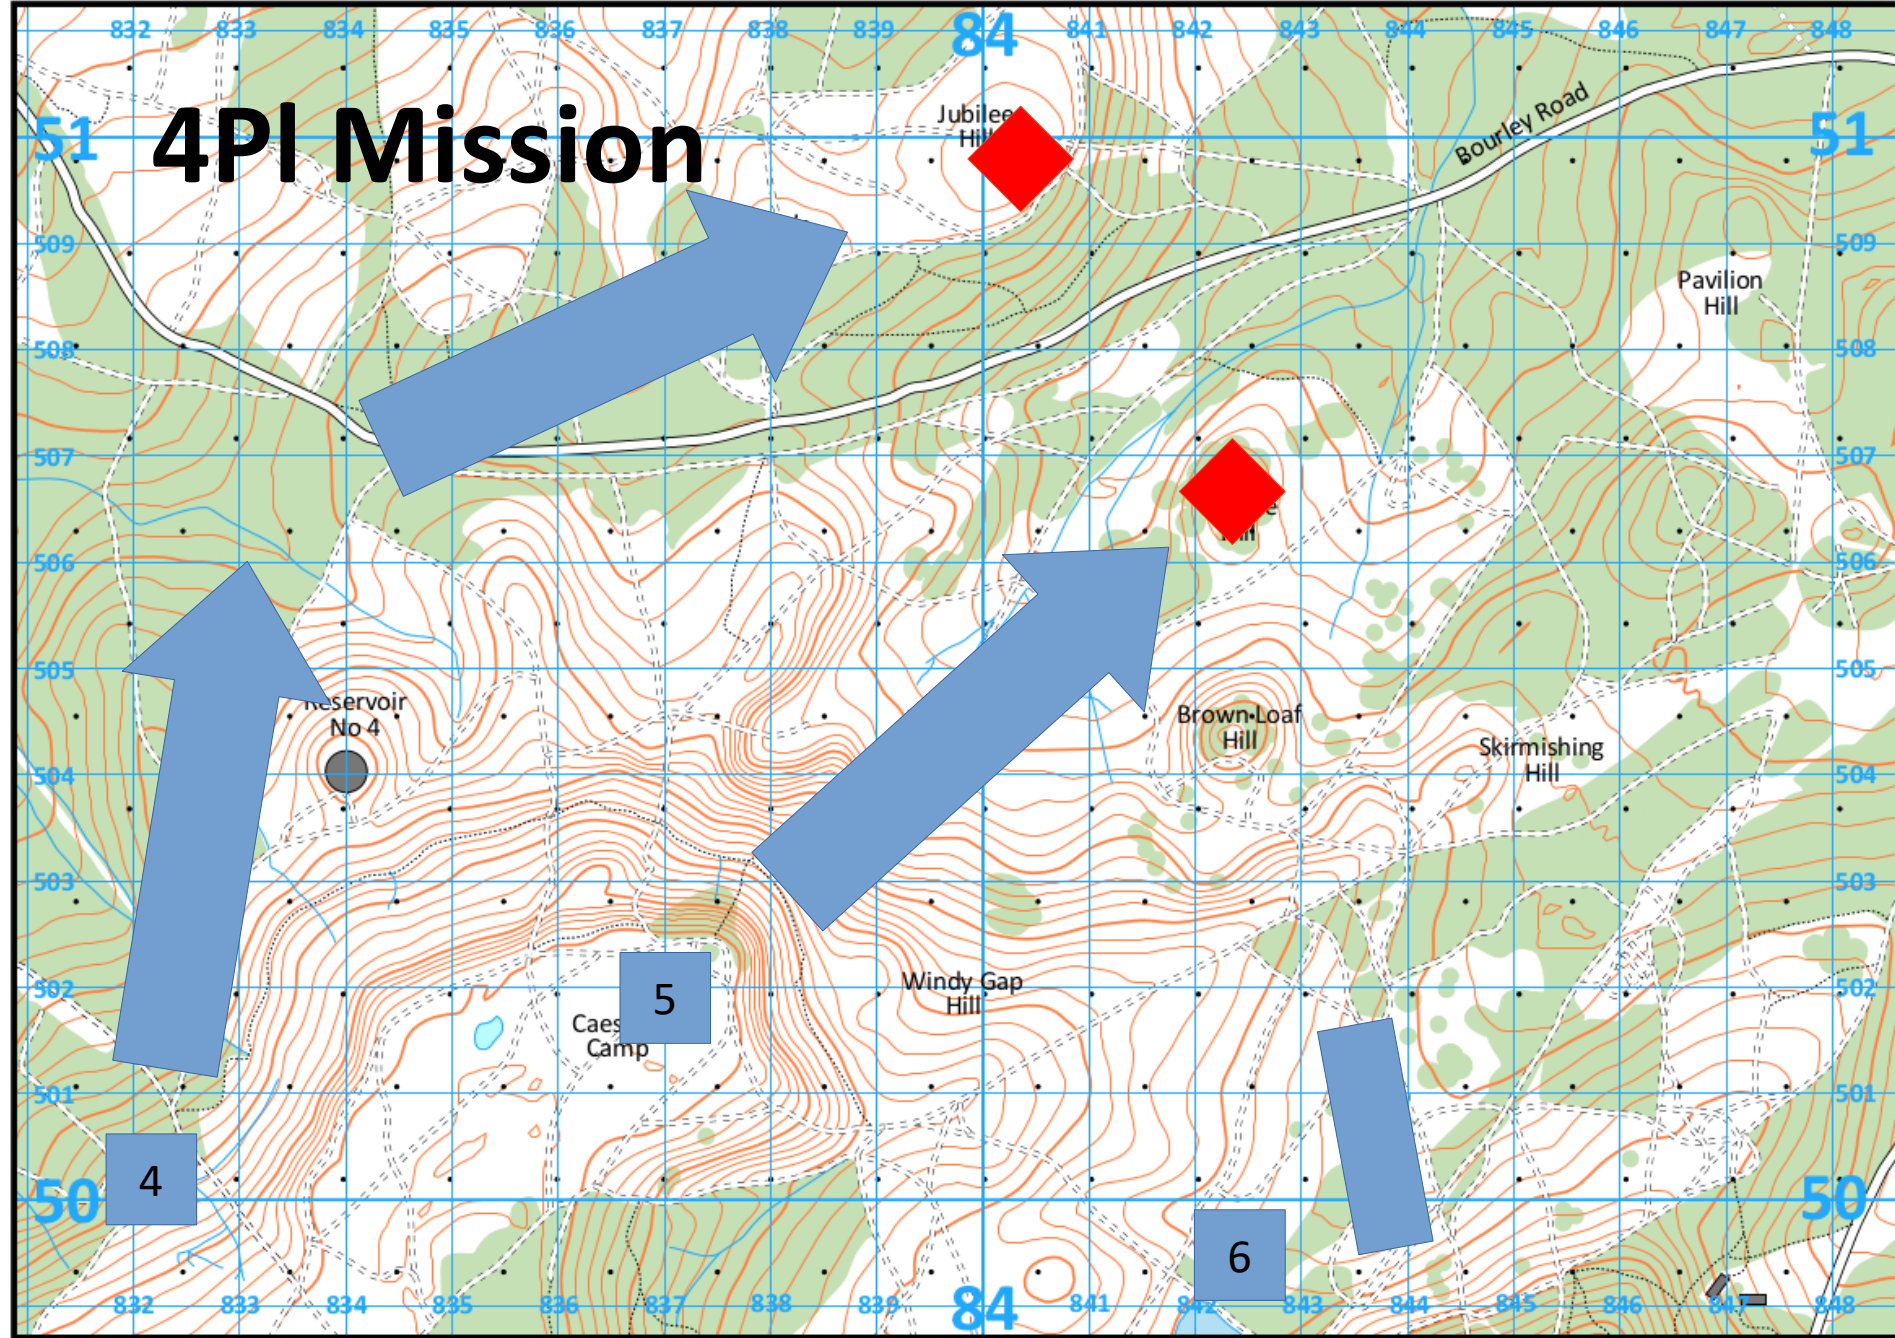 832 833 834 835 836 837 838 839 84 841 842 843 844 845 846 847 848
4Pl Mission
Jubilee
Hill
Bourley Road
51 51
509 509
Pavilion
Hill
508 508
507 507
Hill
506 506
505 505
Reservoir
No 4
Brown Loaf
Hill
Skirmishing
Hill
504 504
503 503
502 502
Windy Gap
Hill
5
Camp
501 501
4
50 50
6
832 833 834 835 836 837 838 839 84 841 842 843 844 845 846 847 848